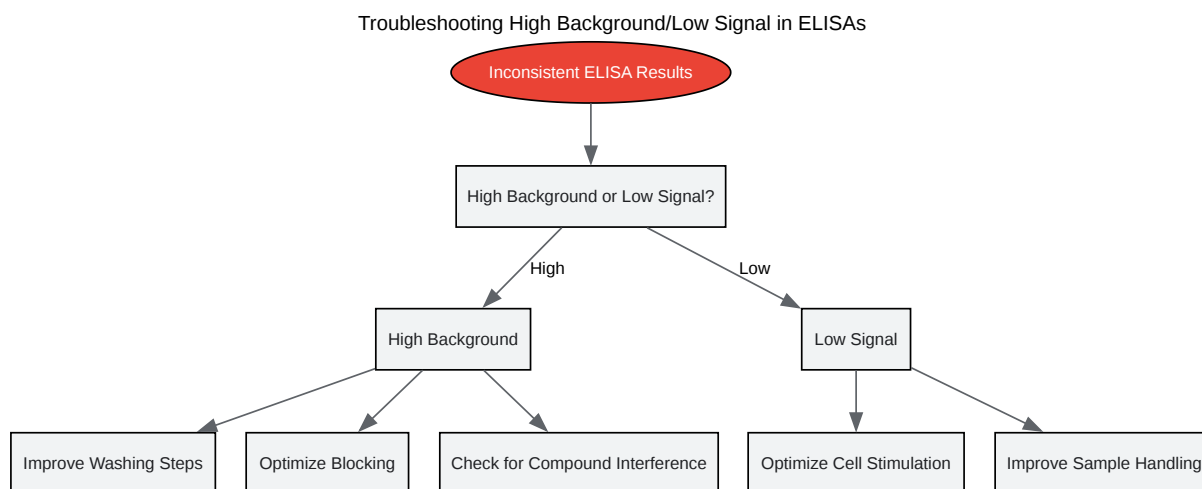 Troubleshooting High Background/Low Signal in ELISAs
Inconsistent ELISA Results
High Background or Low Signal?
High
Low
High Background
Low Signal
Improve Washing Steps
Optimize Blocking
Check for Compound Interference
Optimize Cell Stimulation
Improve Sample Handling